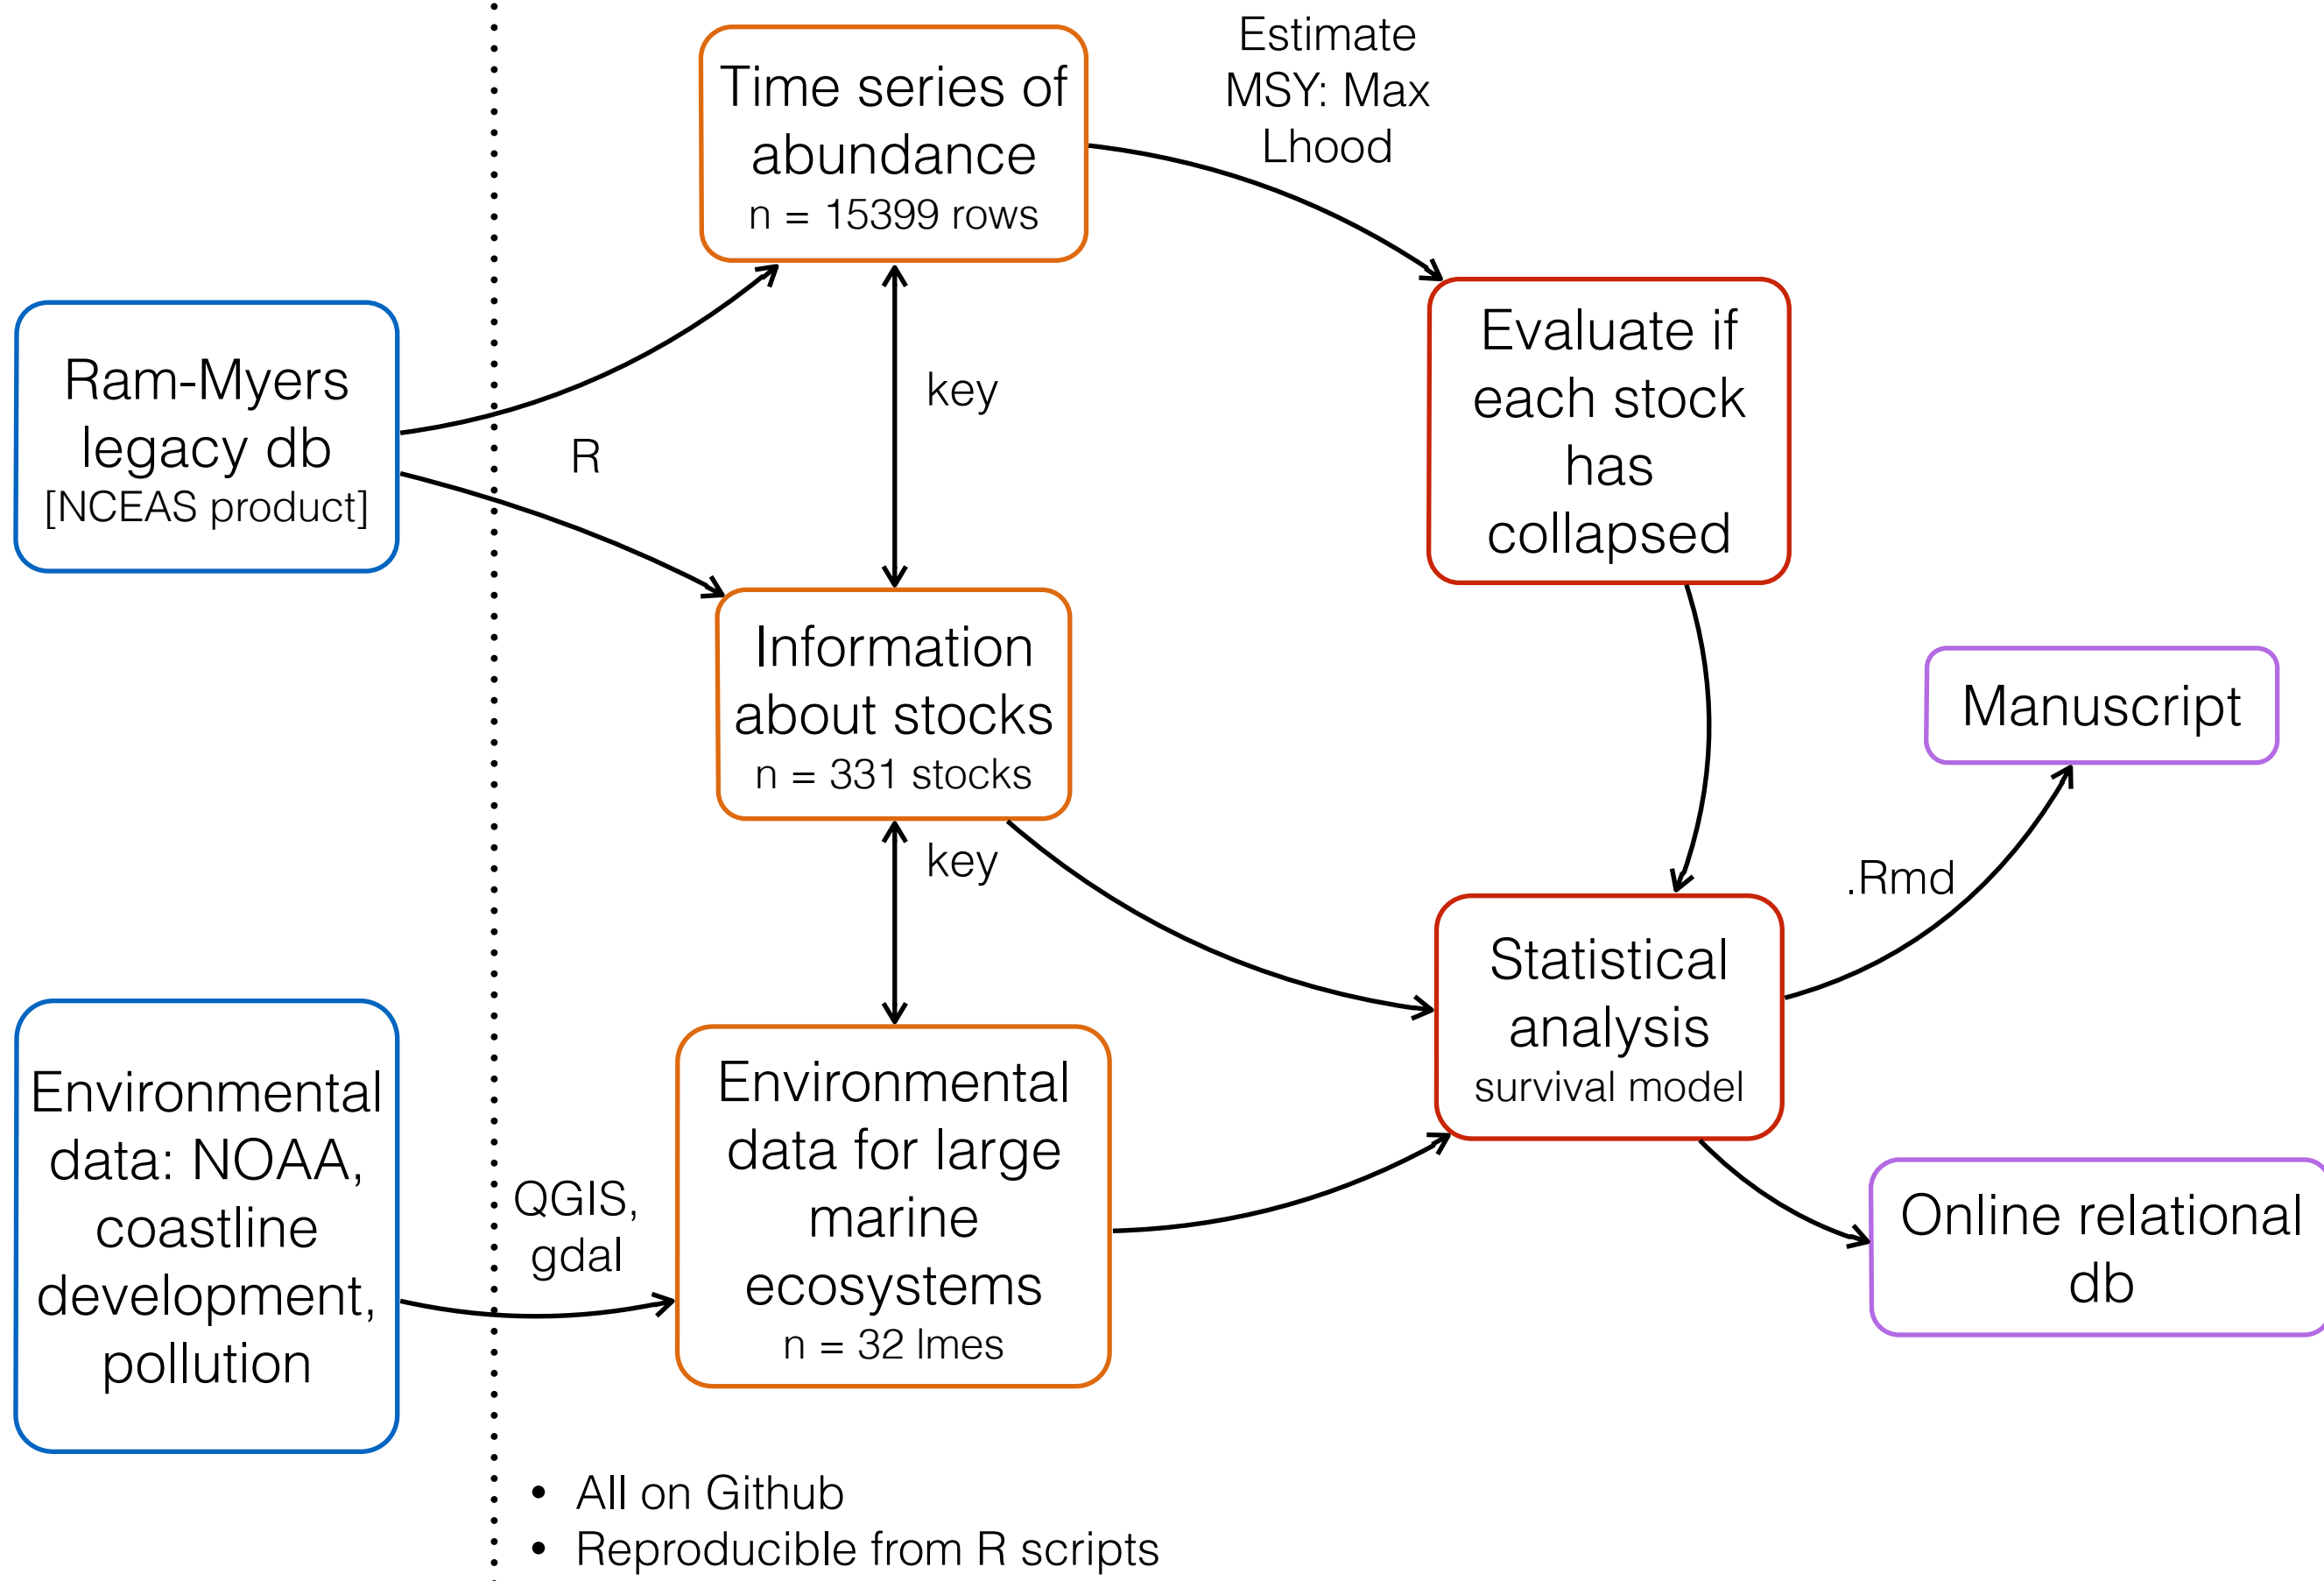 Estimate
MSY: Max
Lhood
Time series of
abundance
n = 15399 rows
Ram-Myers
legacy db
[NCEAS product]
R
key
Evaluate if
each stock
has
collapsed
Information
about stocks
n = 331 stocks
key
Manuscript
.Rmd
Statistical
analysis
survival model
Environmental
data: NOAA,
coastline
development,
pollution
QGIS,
gdal
Environmental
data for large
marine
ecosystems
n = 32 lmes
Online relational
db
• All on Github
• Reproducible from R scripts